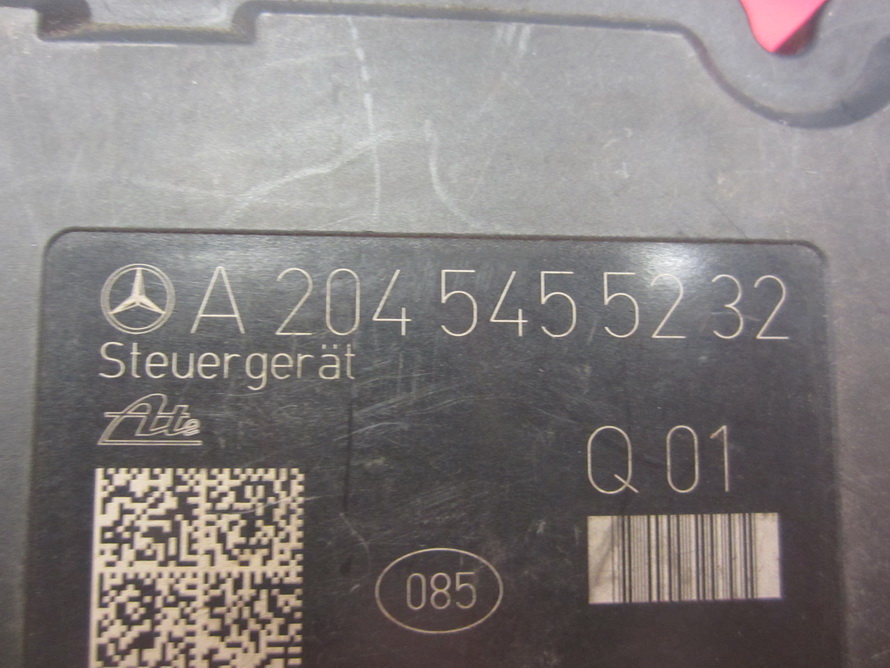 A 204 545 52 32
Steuergerät
Ate
Q 01
085